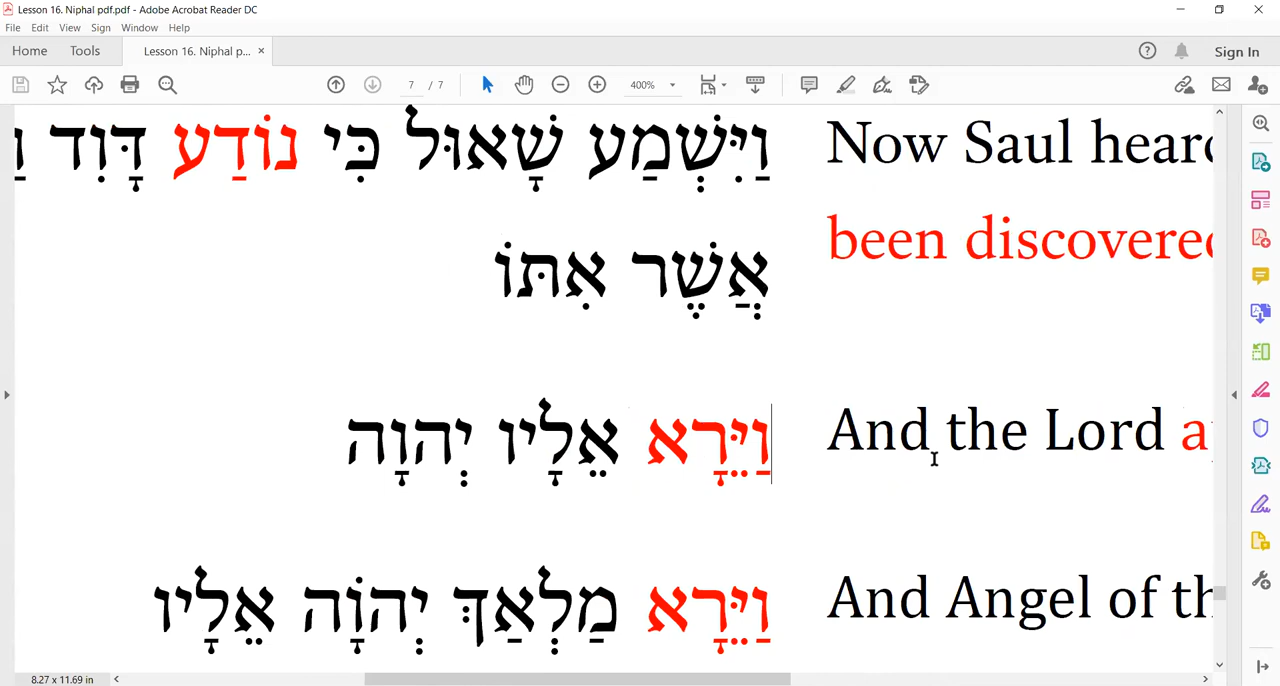 Lesson 16. Niphal pdf.pdf - Adobe Acrobat Reader DC
File Edit View Sign Window Help
Home Tools Lesson 16. Niphal p... × Sign In
7 / 7 400%
וַיִּשְׁמַע שָׁאוּל כִּי נוֹדַע דָּוִד וַ
Now Saul heard
been discovered
אֲשֶׁר אִתּוֹ
וַיֵּרָא אֵלָיו יְהוָה
And the Lord
וַיֵּרָא מַלְאַךְ יְהוָֹה אֵלָיו
And Angel of th
8.27 x 11.69 in